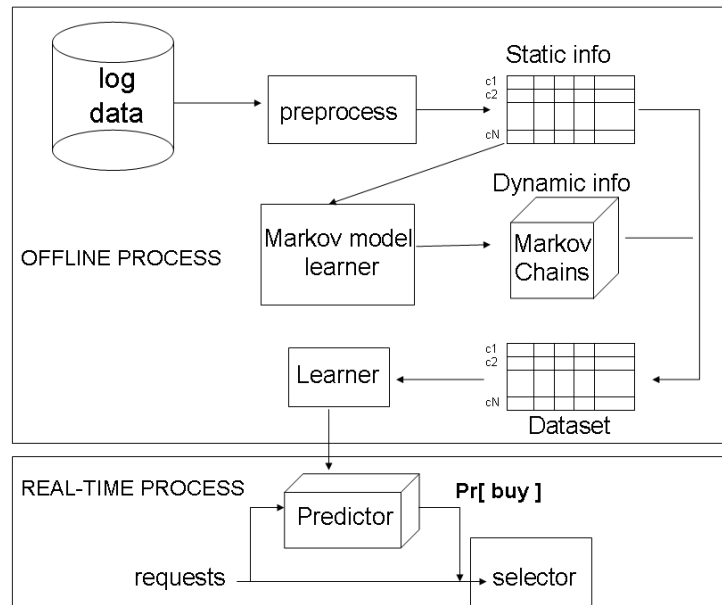 log
data
preprocess
Static info
c1
c2
cN
Dynamic info
Markov model
learner
Markov
Chains
OFFLINE PROCESS
Learner
c1
c2
cN
Dataset
REAL-TIME PROCESS
Predictor
Pr[ buy ]
requests
selector